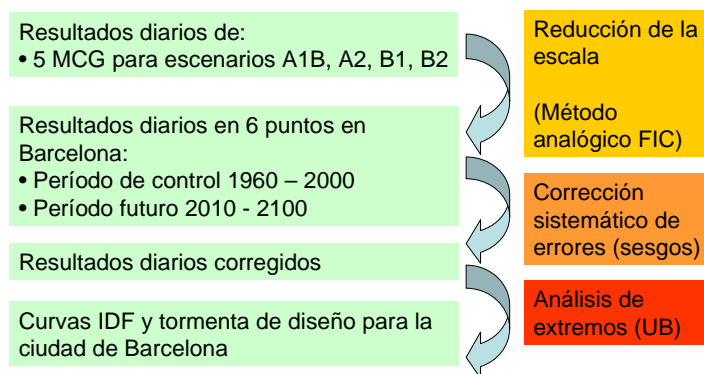 Resultados diarios de:
• 5 MCG para escenarios A1B, A2, B1, B2
Reducción de la
escala
(Método
analógico FIC)
Resultados diarios en 6 puntos en
Barcelona:
• Período de control 1960 – 2000
• Período futuro 2010 - 2100
Corrección
sistemático de
errores (sesgos)
Resultados diarios corregidos
Análisis de
extremos (UB)
Curvas IDF y tormenta de diseño para la
ciudad de Barcelona